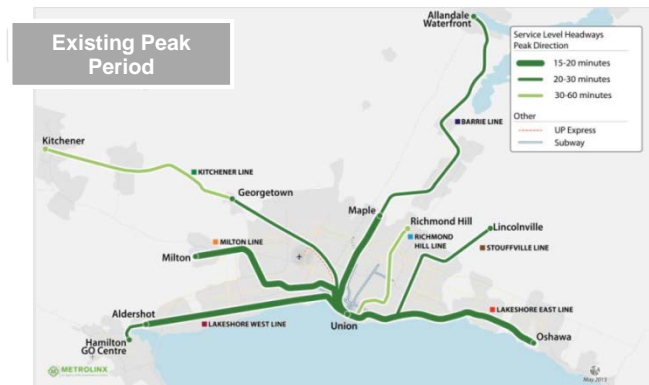 Existing Peak
Period
Allandale
Waterfront
Service Level Headways
Peak Direction
15-20 minutes
20-30 minutes
30-60 minutes
Other
UP Express
Subway
BARRIE LINE
Kitchener
KITCHENER LINE
Georgetown
Maple
Richmond Hill
RICHMOND
HILL LINE
Lincolnville
STOUFFVILLE LINE
MILTON LINE
Milton
Aldershot
LAKESHORE WEST LINE
Union
LAKESHORE EAST LINE
Oshawa
Hamilton
GO Centre
METROLINX
May 2015